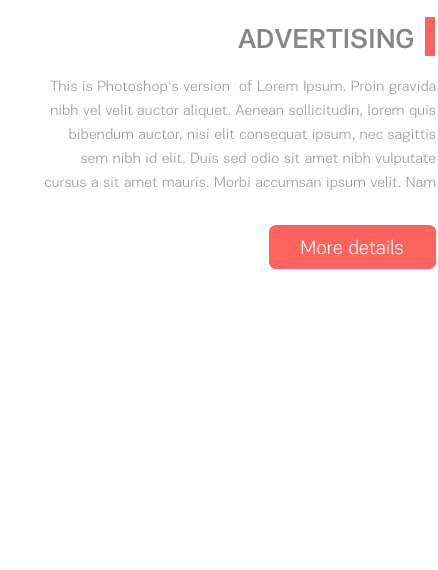 ADVERTISING
This is Photoshop's version  of Lorem Ipsum. Proin gravida
nibh vel velit auctor aliquet. Aenean sollicitudin, lorem quis
bibendum auctor, nisi elit consequat ipsum, nec sagittis
sem nibh id elit. Duis sed odio sit amet nibh vulputate
cursus a sit amet mauris. Morbi accumsan ipsum velit. Nam
More details